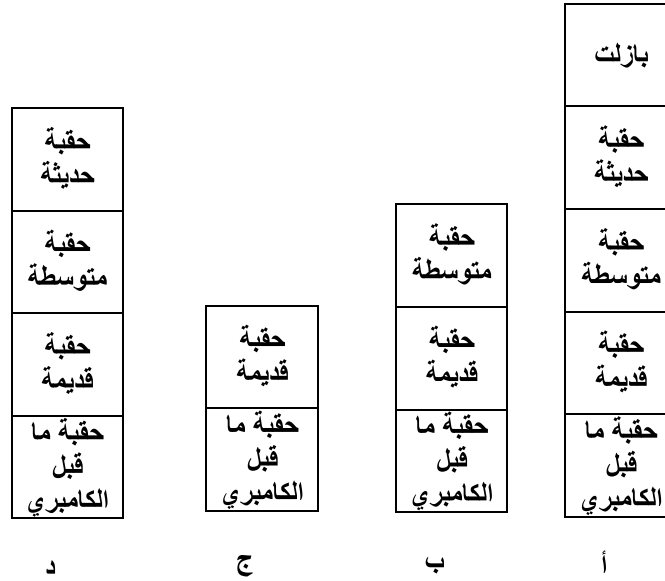 بازلت
حقبة
حديثة
حقبة
متوسطة
حقبة
قديمة
حقبة ما
قبل
الكامبري
أ
حقبة
متوسطة
حقبة
قديمة
حقبة ما
قبل
الكامبري
ب
حقبة
قديمة
حقبة ما
قبل
الكامبري
ج
حقبة
حديثة
حقبة
متوسطة
حقبة
قديمة
حقبة ما
قبل
الكامبري
د